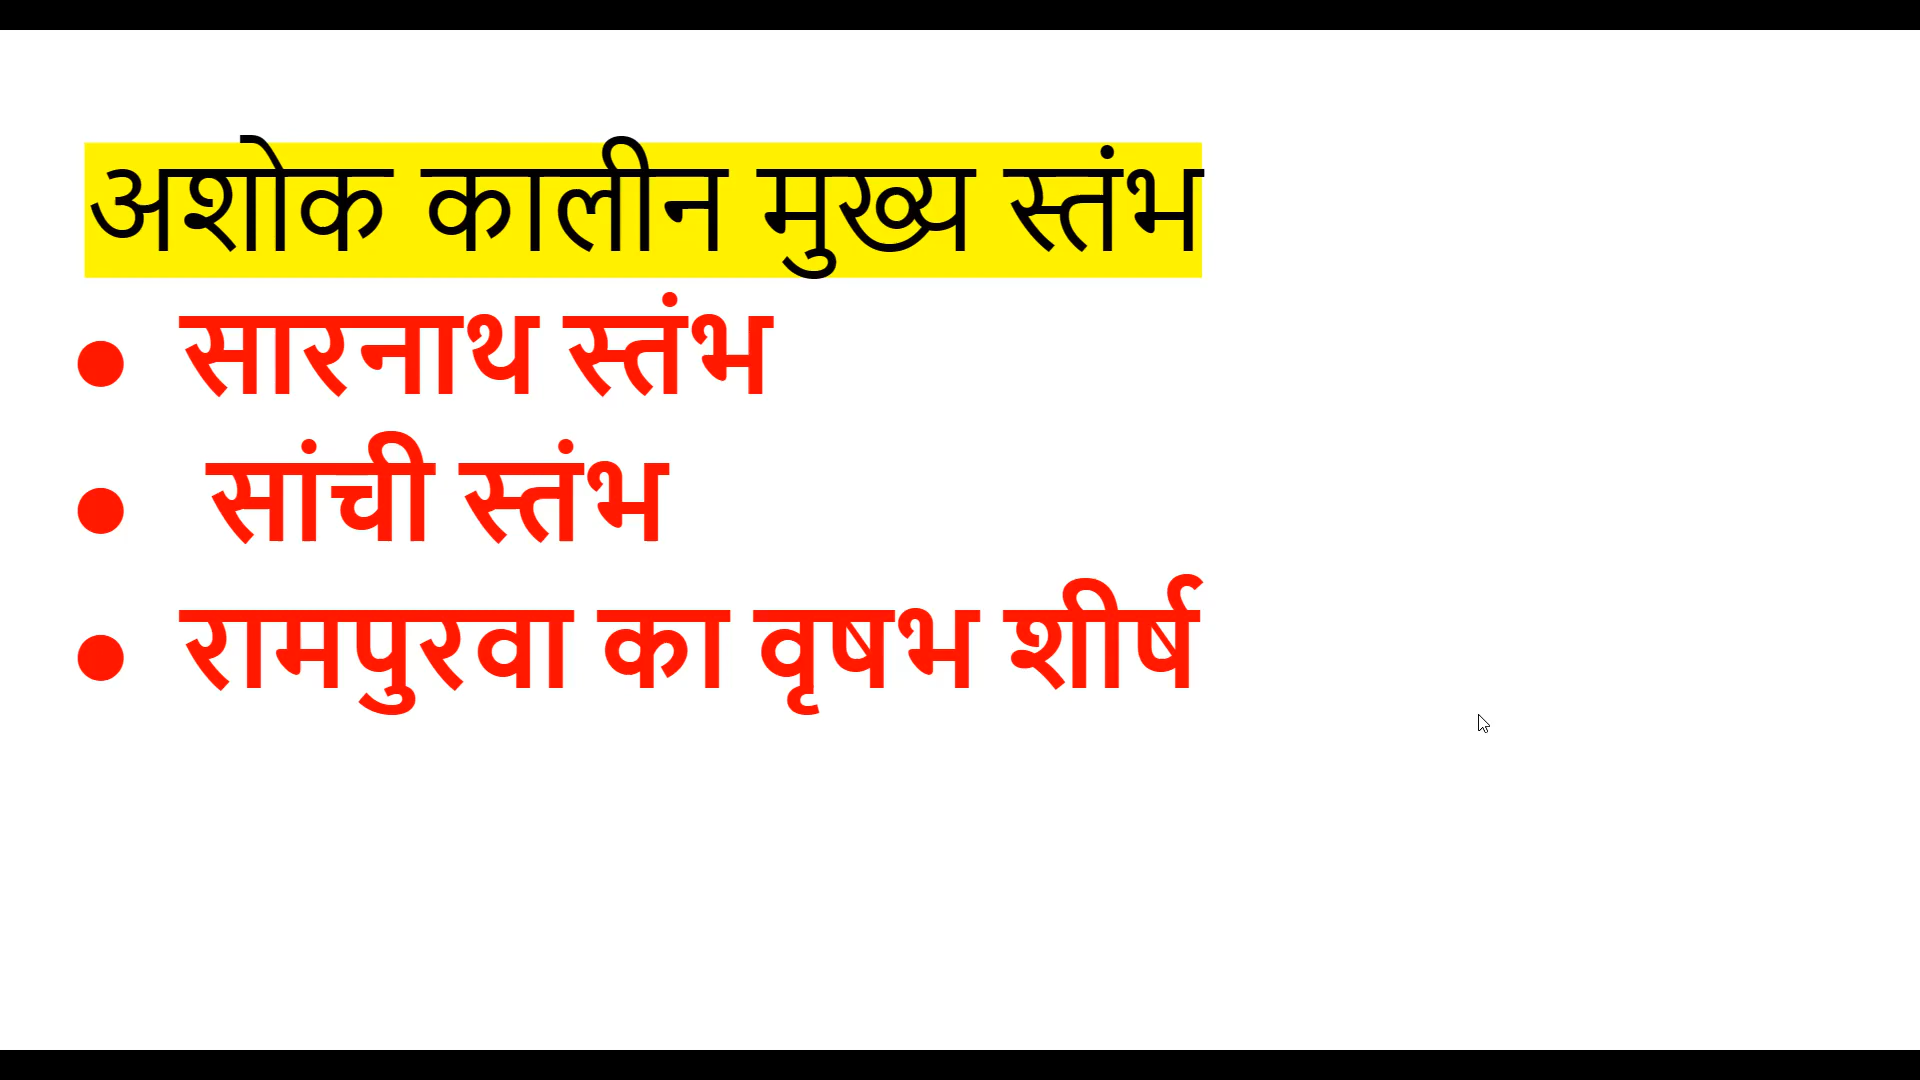 अशोक कालीन मुख्य स्तंभ
• सारनाथ स्तंभ
• सांची स्तंभ
• रामपुरवा का वृषभ शीर्ष